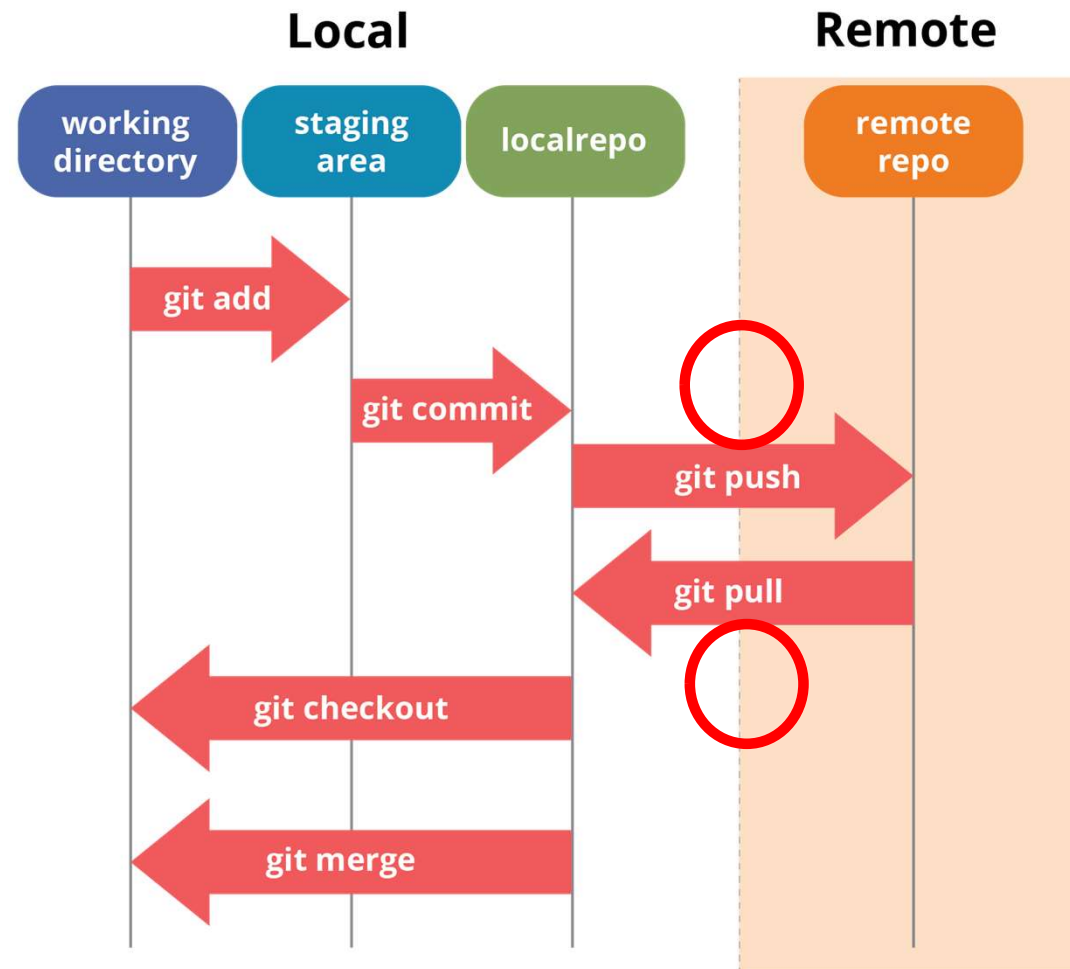 Local
Remote
working
directory
staging
area
localrepo
remote
repo
git add
git commit
git push
git pull
git checkout
git merge